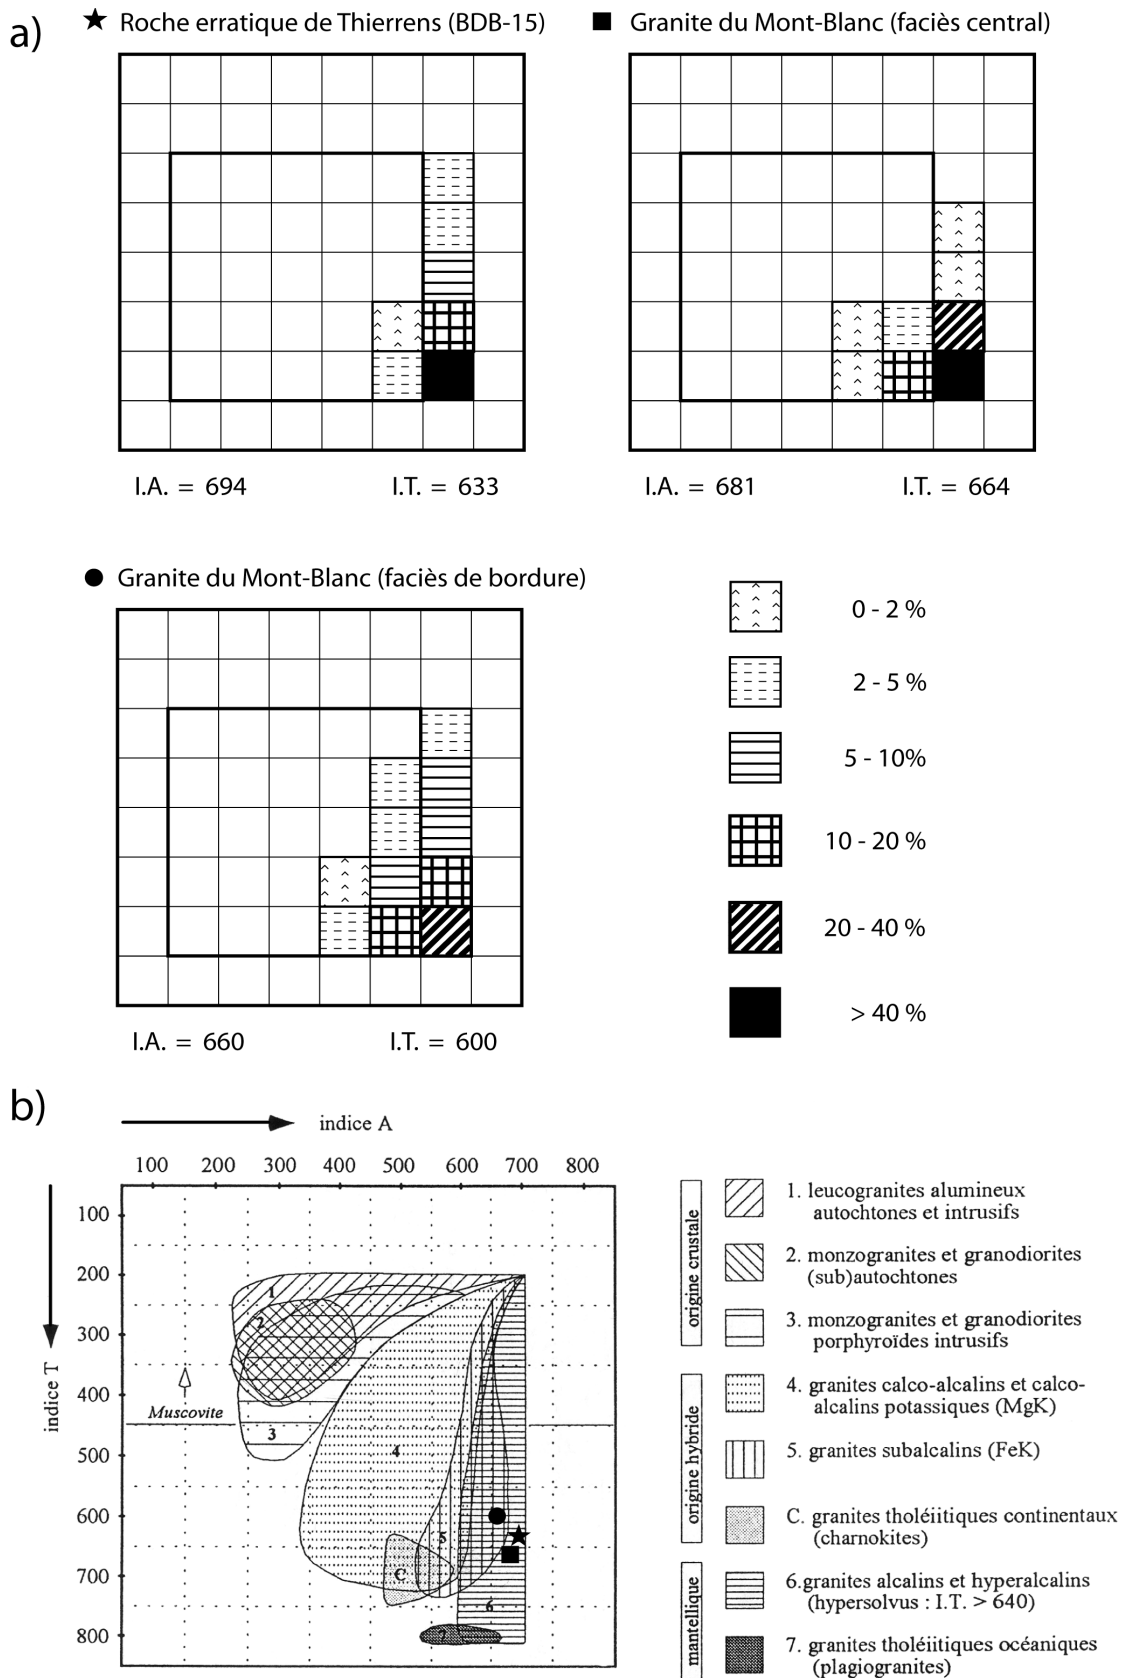 a)
★ Roche erratique de Thierrens (BDB-15)
■ Granite du Mont-Blanc (faciès central)
I.A. = 694
I.T. = 633
I.A. = 681
I.T. = 664
● Granite du Mont-Blanc (faciès de bordure)
I.A. = 660
I.T. = 600
0 - 2 %
2 - 5 %
5 - 10%
10 - 20 %
20 - 40 %
> 40 %
b)
indice A
100 200 300 400 500 600 700 800
indice T
100
200
300
400
500
600
700
800
Muscovite
1
2
3
4
5
C
6
7
origine crustale
1. leucogranites alumineux
autochtones et intrusifs
2. monzogranites et granodiorites
(sub)autochtones
3. monzogranites et granodiorites
porphyroïdes intrusifs
origine hybride
4. granites calco-alcalins et calco-
alcalins potassiques (MgK)
5. granites subalcalins (FeK)
C. granites tholéiitiques continentaux
(charnokites)
mantellique
6.granites alcalins et hyperalcalins
(hypersolvus : I.T. > 640)
7. granites tholéiitiques océaniques
(plagiogranites)